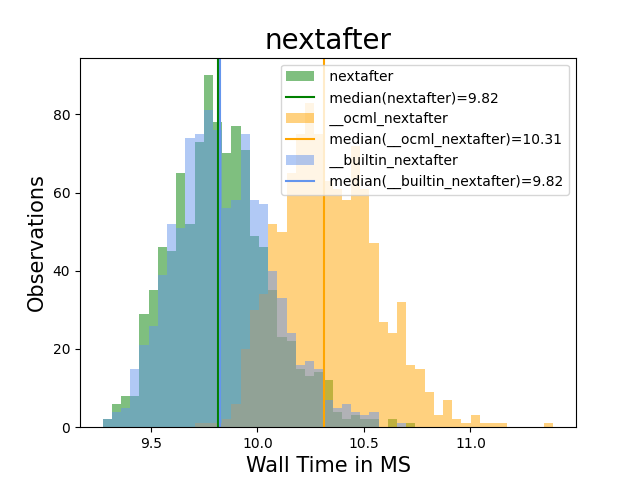 nextafter
nextafter
median(nextafter)=9.82
__ocml_nextafter
median(__ocml_nextafter)=10.31
__builtin_nextafter
median(__builtin_nextafter)=9.82
Observations
80
60
40
20
0
9.5 10.0 10.5 11.0
Wall Time in MS